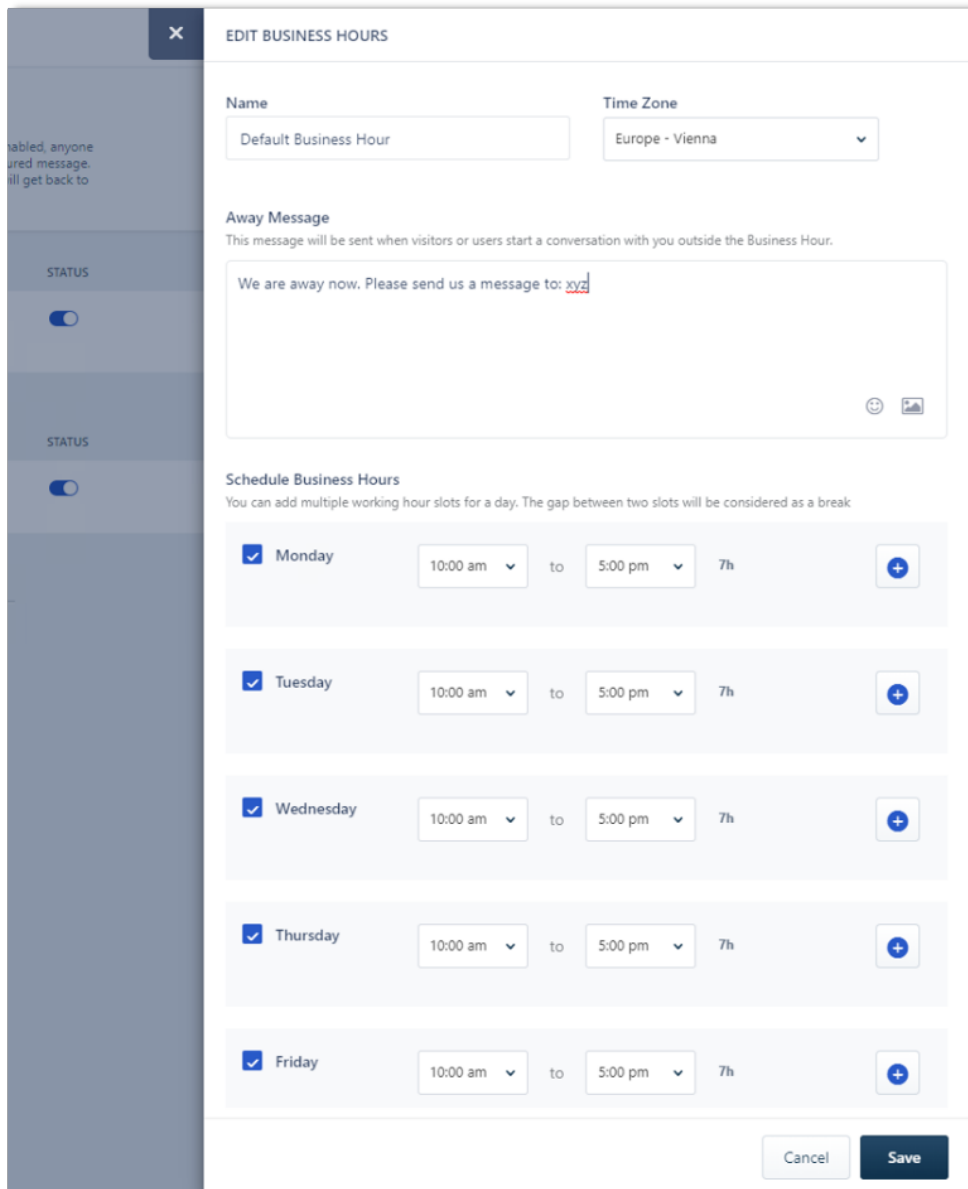 EDIT BUSINESS HOURS
Name
Time Zone
Default Business Hour
Europe - Vienna
nabled, anyone
ured message.
ill get back to
Away Message
This message will be sent when visitors or users start a conversation with you outside the Business Hour.
We are away now. Please send us a message to: xyz
STATUS
STATUS
Schedule Business Hours
You can add multiple working hour slots for a day. The gap between two slots will be considered as a break
Monday 10:00 am to 5:00 pm 7h
Tuesday 10:00 am to 5:00 pm 7h
Wednesday 10:00 am to 5:00 pm 7h
Thursday 10:00 am to 5:00 pm 7h
Friday 10:00 am to 5:00 pm 7h
Cancel Save